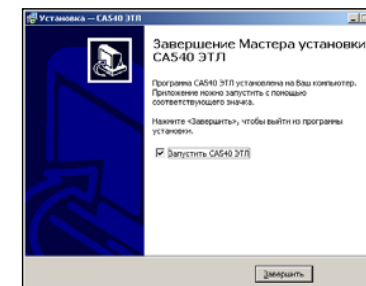 Установка — СА540 ЭТЛ
Завершение Мастера установки
СА540 ЭТЛ
Программа СА540 ЭТЛ установлена на Ваш компьютер.
Приложение можно запустить с помощью
соответствующего значка.
Нажмите «Завершить», чтобы выйти из программы
установки.
Запустить СА540 ЭТЛ
Завершить